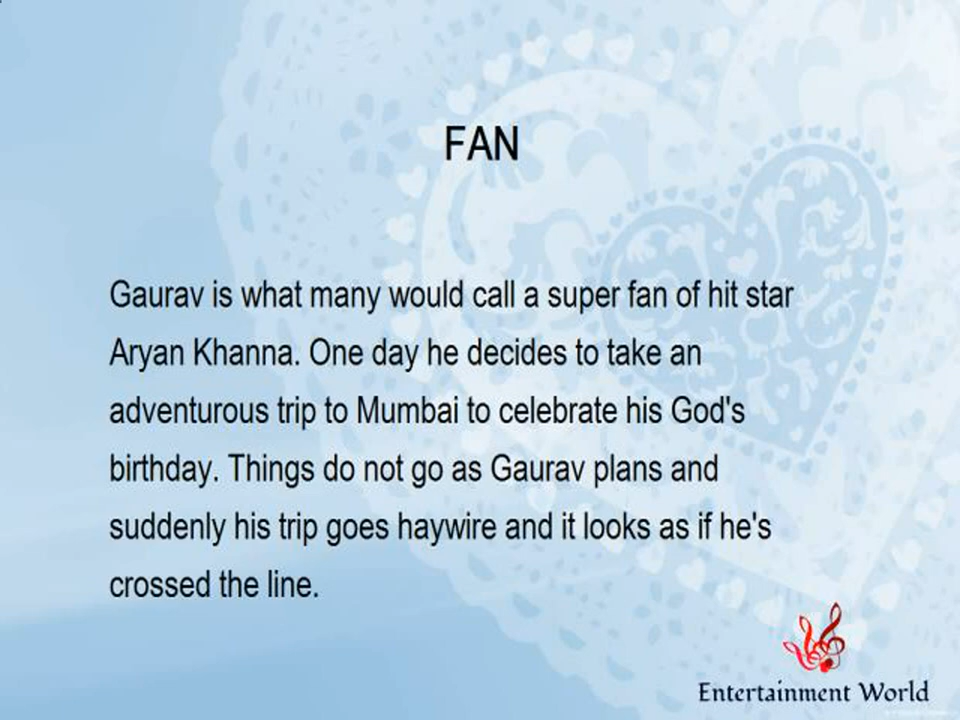 FAN
Gaurav is what many would call a super fan of hit star
Aryan Khanna. One day he decides to take an
adventurous trip to Mumbai to celebrate his God's
birthday. Things do not go as Gaurav plans and
suddenly his trip goes haywire and it looks as if he's
crossed the line.
Entertainment World